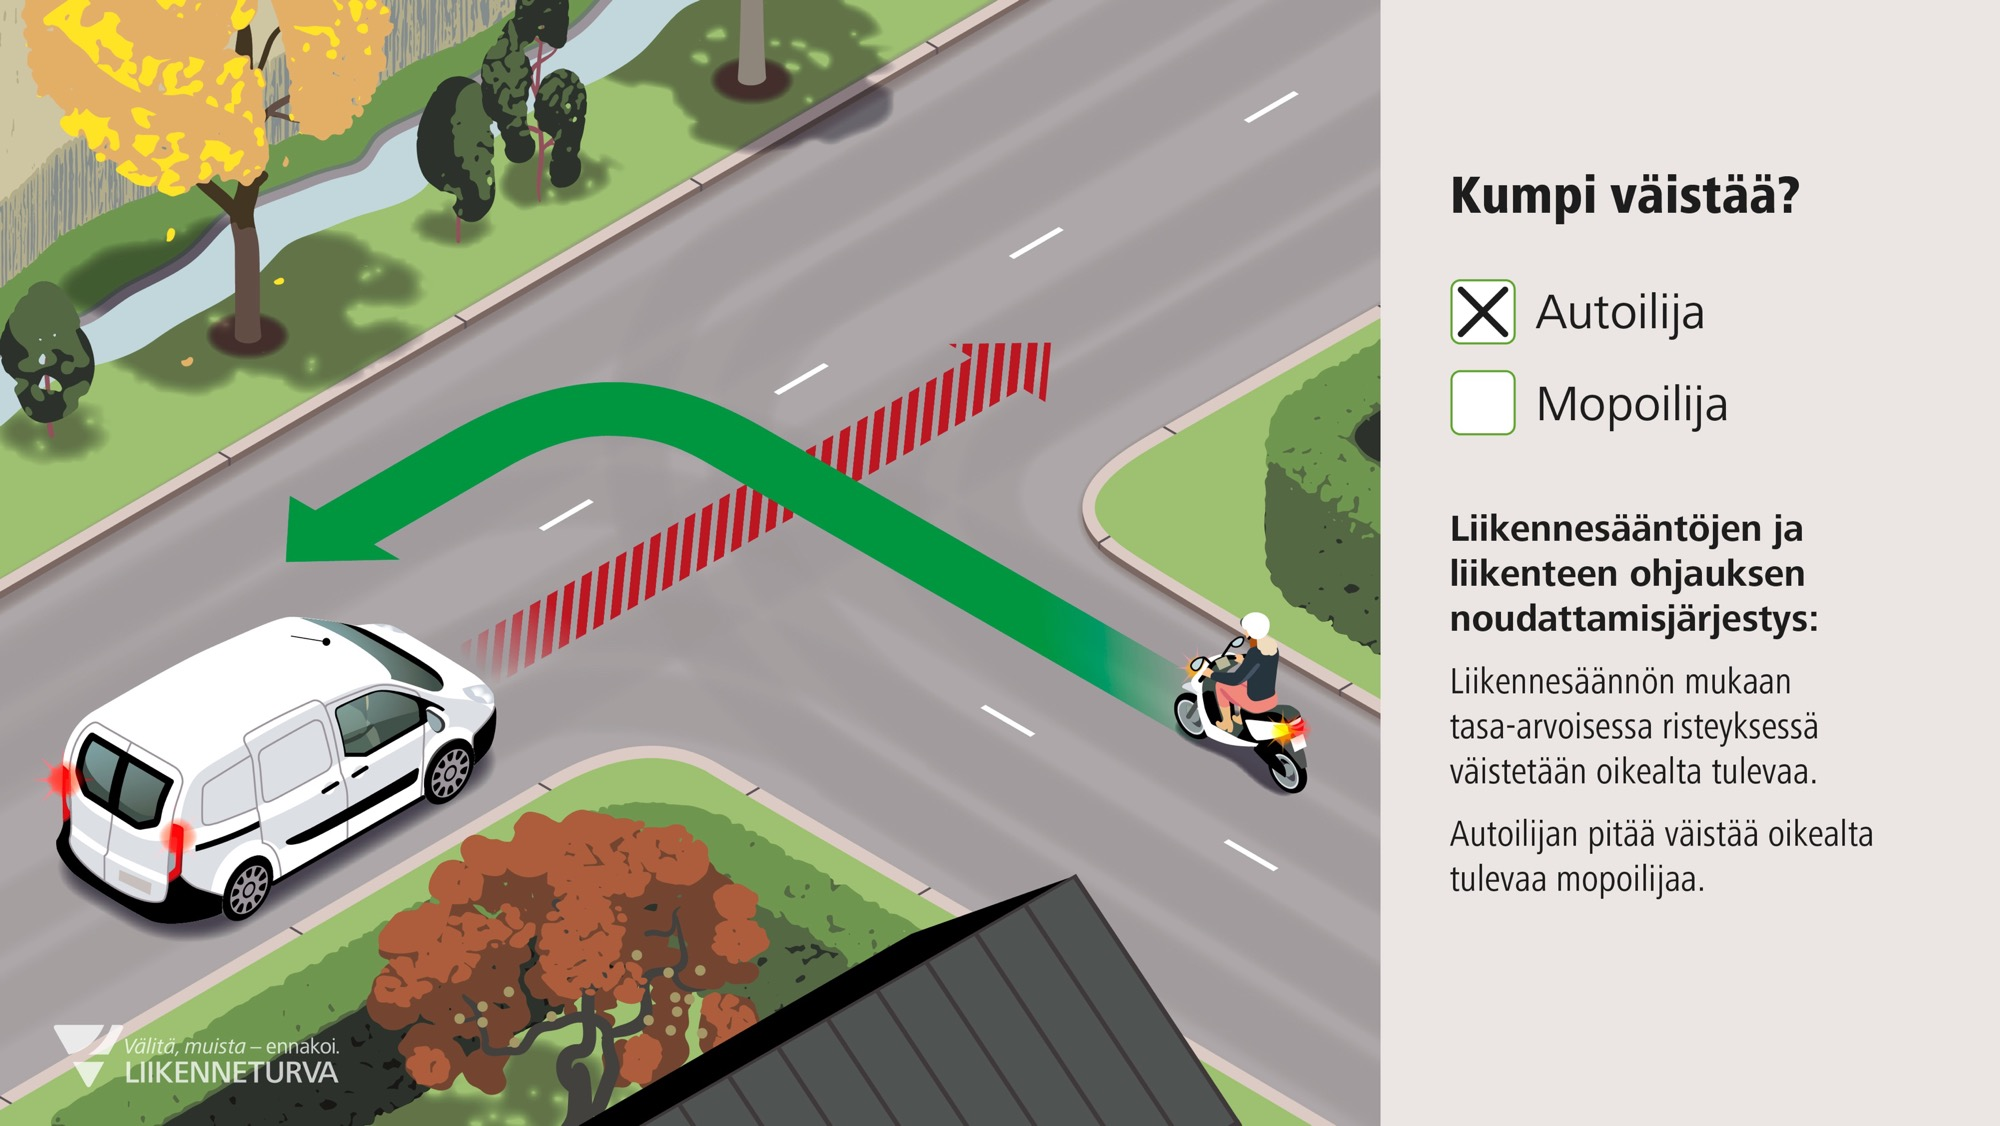 Kumpi väistää?
Autoilija
Mopoilija
Liikennesääntöjen ja
liikenteen ohjauksen
noudattamisjärjestys:
Liikennesäännön mukaan
tasa-arvoisessa risteyksessä
väistetään oikealta tulevaa.
Autoilijan pitää väistää oikealta
tulevaa mopoilijaa.
Välitä, muista – ennakoi.
LIIKENNETURVA